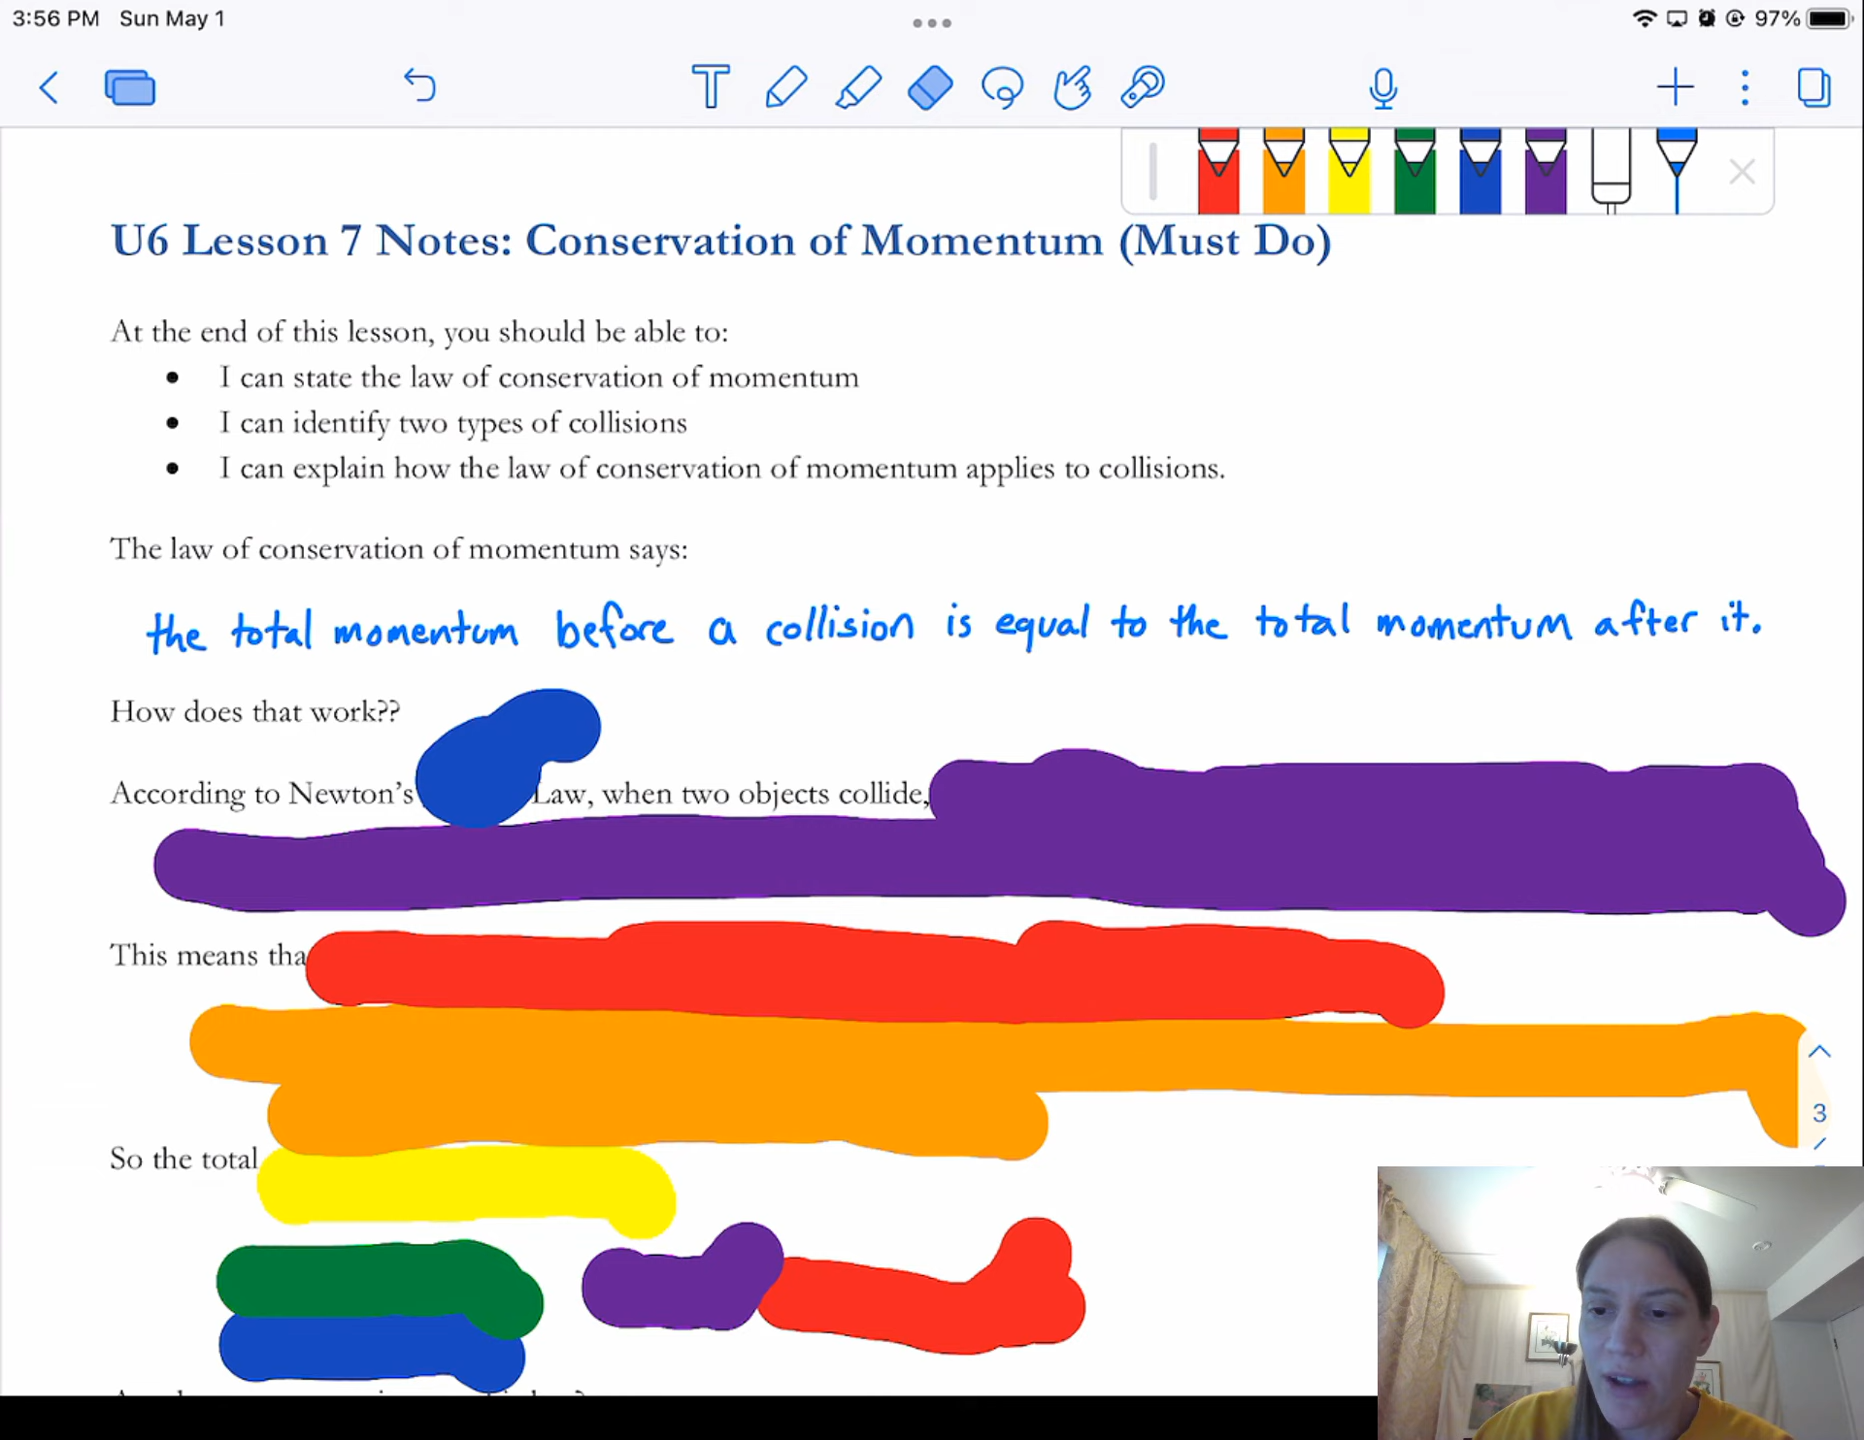 3:56 PM Sun May 1
97%
U6 Lesson 7 Notes: Conservation of Momentum (Must Do)
At the end of this lesson, you should be able to:
• I can state the law of conservation of momentum
• I can identify two types of collisions
• I can explain how the law of conservation of momentum applies to collisions.
The law of conservation of momentum says:
the total momentum before a collision is equal to the total momentum after it.
How does that work??
According to Newton's Law, when two objects collide,
This means tha
3
So the total